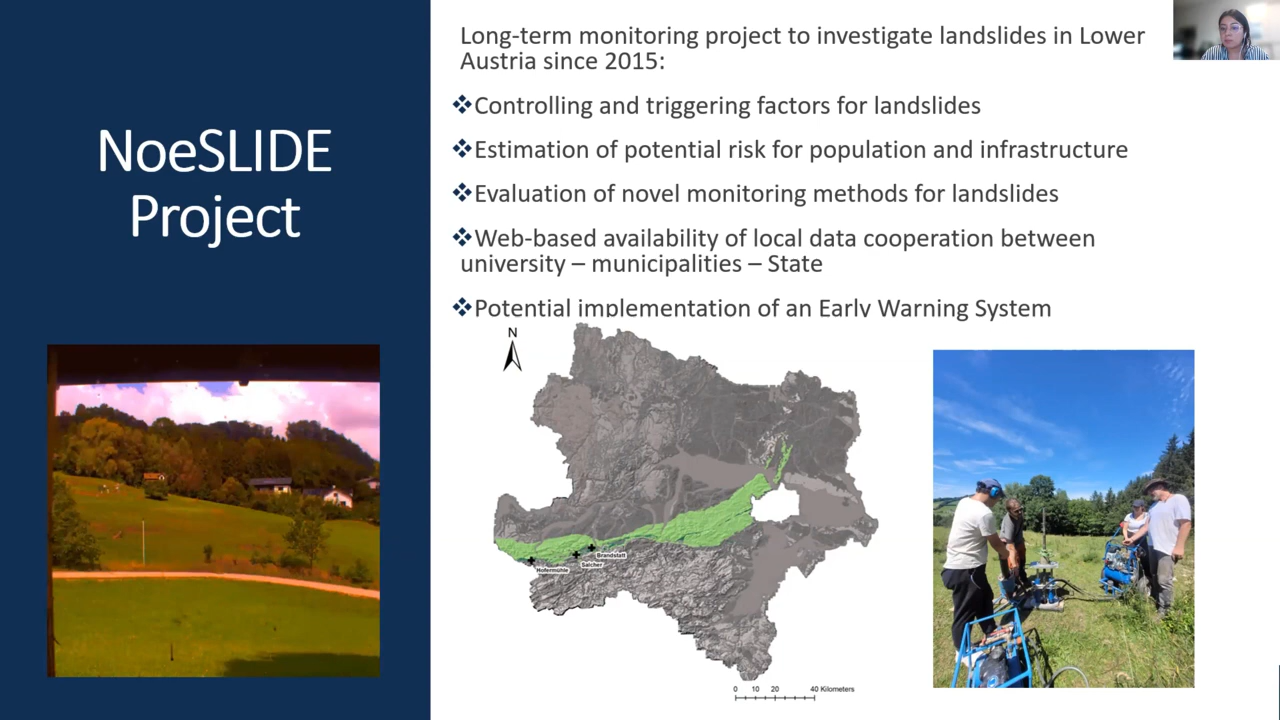 NoeSLIDE
Project
Long-term monitoring project to investigate landslides in Lower
Austria since 2015:
❖Controlling and triggering factors for landslides
❖Estimation of potential risk for population and infrastructure
❖Evaluation of novel monitoring methods for landslides
❖Web-based availability of local data cooperation between
university – municipalities – State
❖Potential implementation of an Early Warning System
N
Brandstatt
Salcher
Hofermühle
0 10 20 40 Kilometers